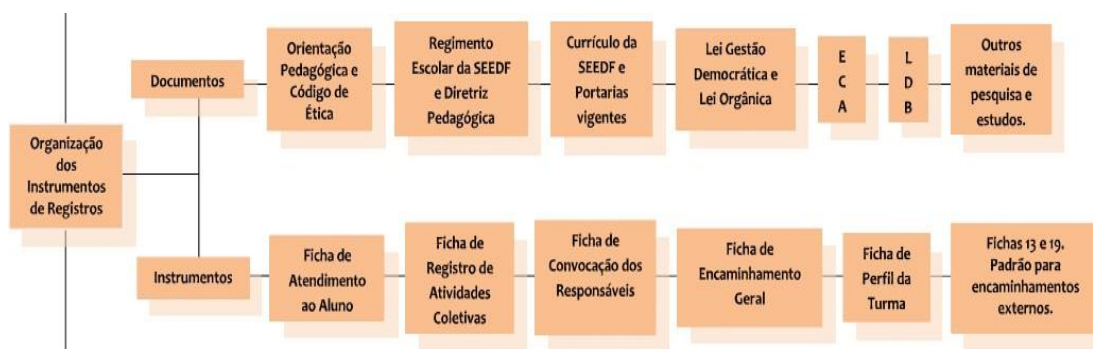 Organização
dos
Instrumentos
de Registros
Documentos
Orientação
Pedagógica e
Código de
Ética
Regimento
Escolar da SEEDF
e Diretriz
Pedagógica
Currículo da
SEEDF e
Portarias
vigentes
Lei Gestão
Democrática e
Lei Orgânica
E
C
A
L
D
B
Outros
materiais de
pesquisa e
estudos.
Instrumentos
Ficha de
Atendimento
ao Aluno
Ficha de
Registro de
Atividades
Coletivas
Ficha de
Convocação dos
Responsáveis
Ficha de
Encaminhamento
Geral
Ficha de
Perfil da
Turma
Fichas 13 e 19.
Padrão para
encaminhamentos
externos.